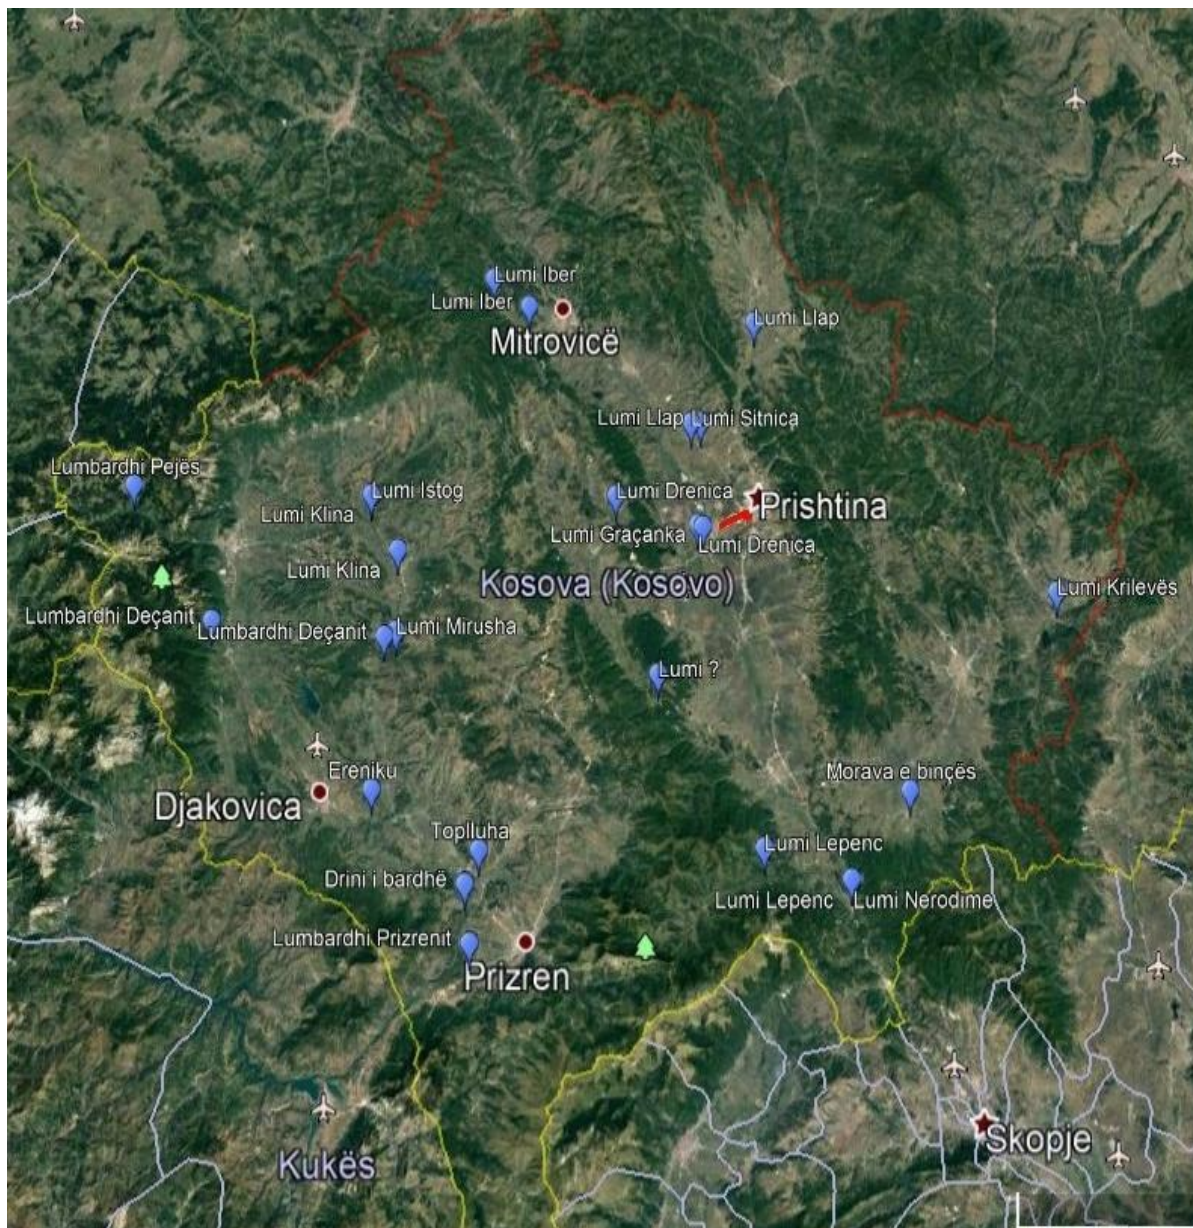 Lumi Iber
Lumi Iber
Mitrovicë
Lumi Llap
Lumi Llap
Lumi Sitnica
Lumbardhi Pejës
Lumi Istog
Lumi Drenica
Lumi Klina
Prishtina
Lumi Graçanka
Lumi Drenica
Lumi Klina
Kosova (Kosovo)
Lumi Krilevës
Lumbardhi Deçanit
Lumbardhi Deçanit
Lumi Mirusha
Lumi ?
Ereniku
Morava e binçës
Djakovica
Toplluha
Lumi Lepenc
Drini i bardhë
Lumi Lepenc
Lumi Nerodime
Lumbardhi Prizrenit
Prizren
Skopje
Kukës